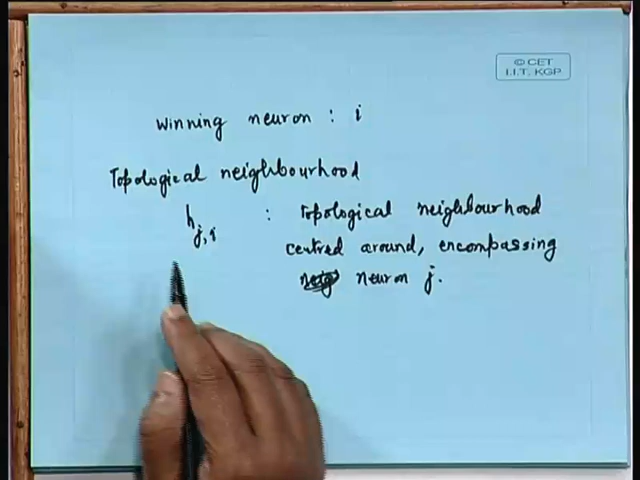 © CET
I.I.T. KGP
Winning neuron : i
Topological neighbourhood
h j,i : Topological neighbourhood
centred around, encompassing
neuron j.